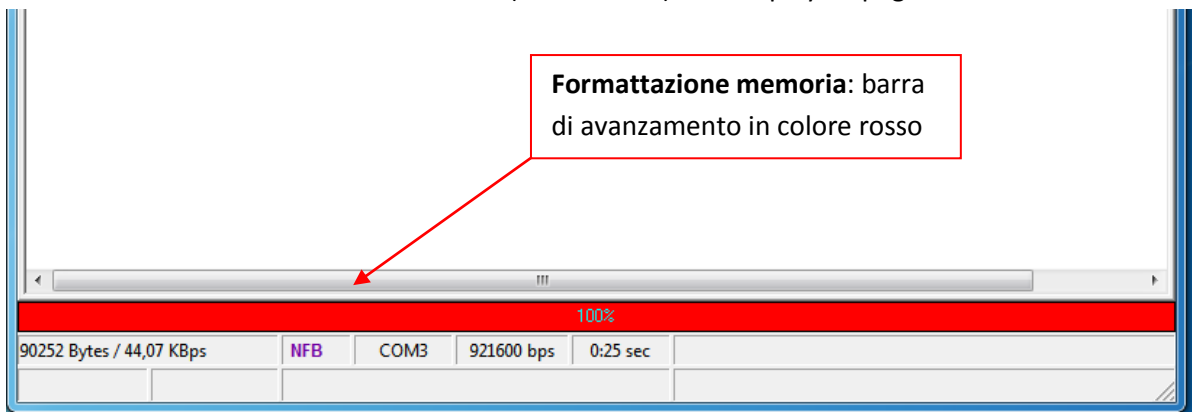 Formattazione memoria: barra
di avanzamento in colore rosso
100%
90252 Bytes / 44,07 KBps NFB COM3 921600 bps 0:25 sec